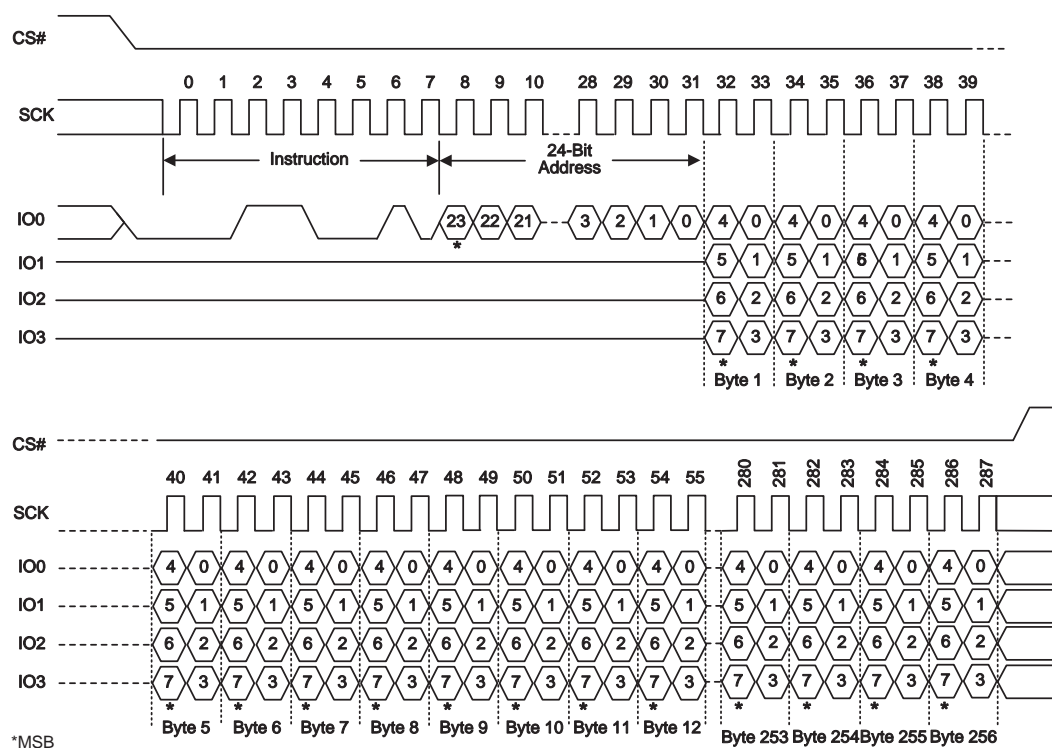 CS#
0 1 2 3 4 5 6 7 8 9 10 28 29 30 31 32 33 34 35 36 37 38 39
SCK
Instruction
24-Bit
Address
IO0 23 22 21 3 2 1 0 4 0 4 0 4 0 4 0
*
IO1 5 1 5 1 6 1 5 1
IO2 6 2 6 2 6 2 6 2
IO3 7 3 7 3 7 3 7 3
* * * *
Byte 1 Byte 2 Byte 3 Byte 4
CS#
40 41 42 43 44 45 46 47 48 49 50 51 52 53 54 55 280 281 282 283 284 285 286 287
SCK
IO0 4 0 4 0 4 0 4 0 4 0 4 0 4 0 4 0 4 0 4 0 4 0 4 0
IO1 5 1 5 1 5 1 5 1 5 1 5 1 5 1 5 1 5 1 5 1 5 1 5 1
IO2 6 2 6 2 6 2 6 2 6 2 6 2 6 2 6 2 6 2 6 2 6 2 6 2
IO3 7 3 7 3 7 3 7 3 7 3 7 3 7 3 7 3 7 3 7 3 7 3 7 3
* * * * * * * * * * * *
Byte 5 Byte 6 Byte 7 Byte 8 Byte 9 Byte 10 Byte 11 Byte 12 Byte 253 Byte 254 Byte 255 Byte 256
*MSB